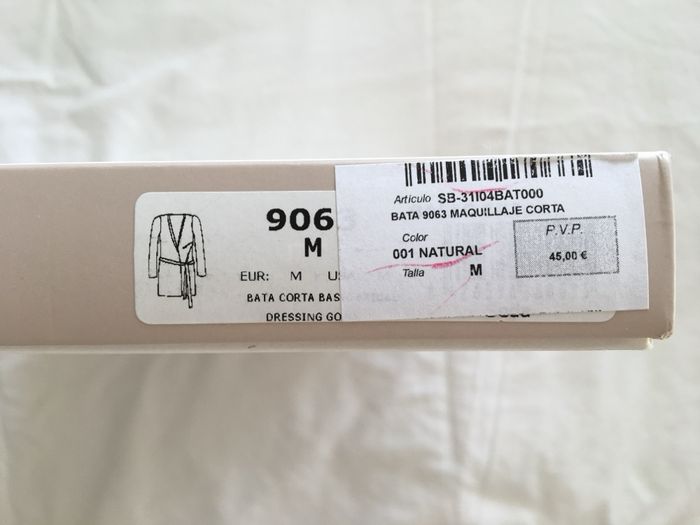 906
M
EUR: M
BATA CORTA BAS
DRESSING GO
Artículo SB-31I04BAT000
BATA 9063 MAQUILLAJE CORTA
Color
001 NATURAL
Talla M
P.V.P.
45,00 €